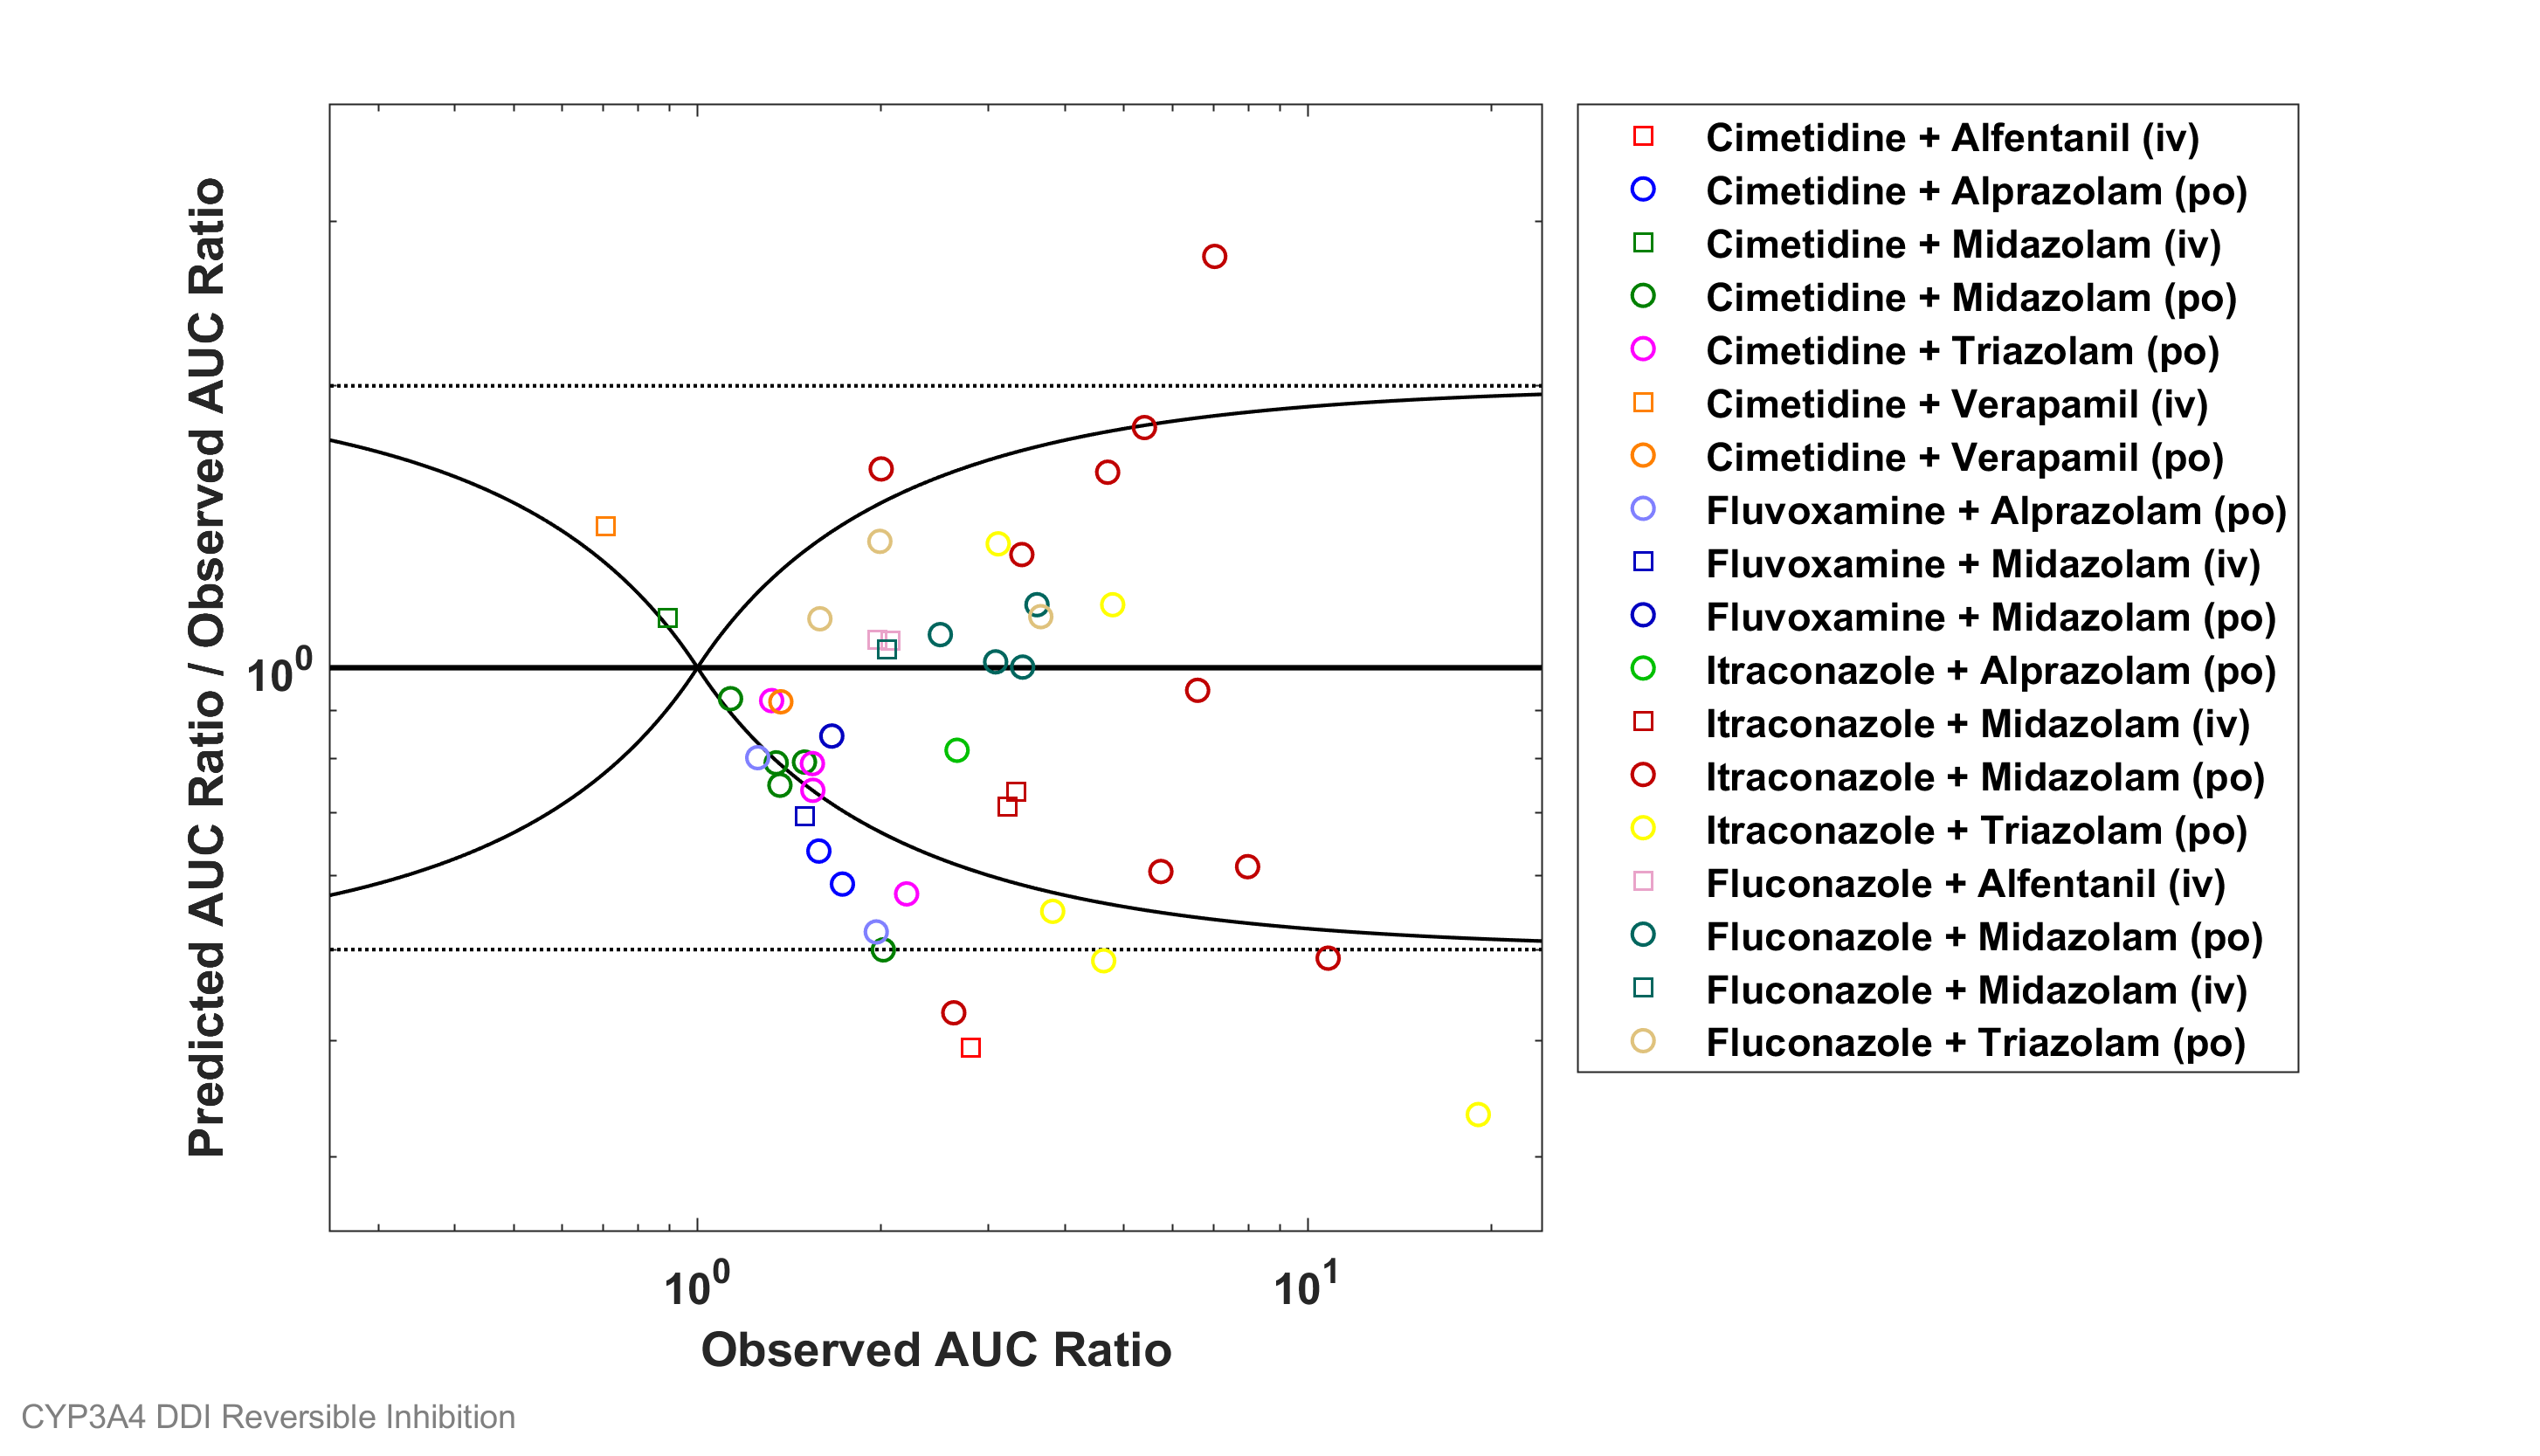 Predicted AUC Ratio / Observed AUC Ratio
10^0
10^0
10^1
Observed AUC Ratio
Cimetidine + Alfentanil (iv)
Cimetidine + Alprazolam (po)
Cimetidine + Midazolam (iv)
Cimetidine + Midazolam (po)
Cimetidine + Triazolam (po)
Cimetidine + Verapamil (iv)
Cimetidine + Verapamil (po)
Fluvoxamine + Alprazolam (po)
Fluvoxamine + Midazolam (iv)
Fluvoxamine + Midazolam (po)
Itraconazole + Alprazolam (po)
Itraconazole + Midazolam (iv)
Itraconazole + Midazolam (po)
Itraconazole + Triazolam (po)
Fluconazole + Alfentanil (iv)
Fluconazole + Midazolam (po)
Fluconazole + Midazolam (iv)
Fluconazole + Triazolam (po)
CYP3A4 DDI Reversible Inhibition